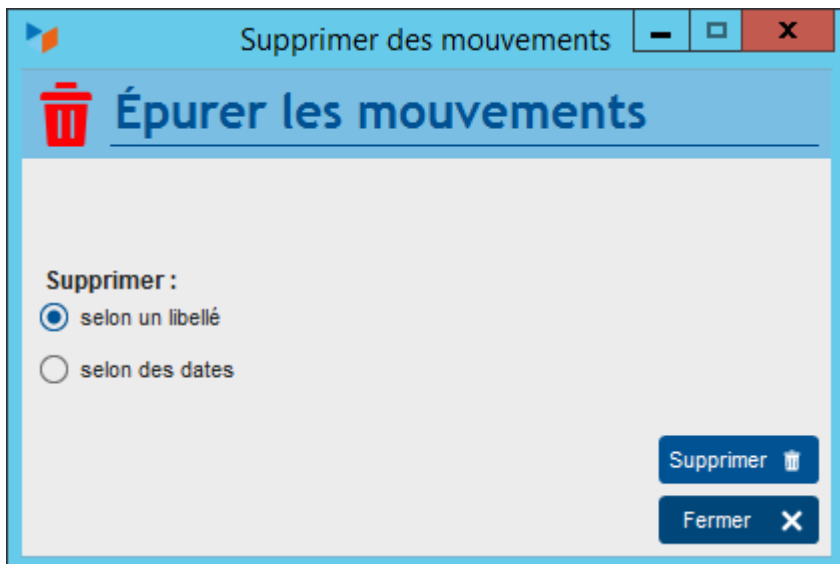 Supprimer des mouvements
Épurer les mouvements
Supprimer :
selon un libellé
selon des dates
Supprimer
Fermer